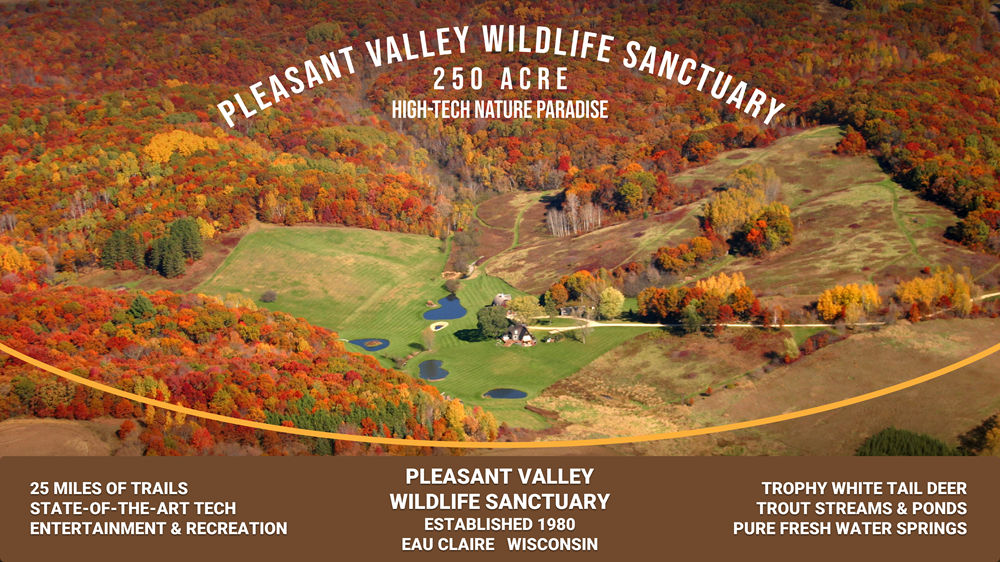 PLEASANT VALLEY WILDLIFE SANCTUARY
250 ACRE
HIGH-TECH NATURE PARADISE
25 MILES OF TRAILS
STATE-OF-THE-ART TECH
ENTERTAINMENT & RECREATION
PLEASANT VALLEY
WILDLIFE SANCTUARY
ESTABLISHED 1980
EAU CLAIRE WISCONSIN
TROPHY WHITE TAIL DEER
TROUT STREAMS & PONDS
PURE FRESH WATER SPRINGS